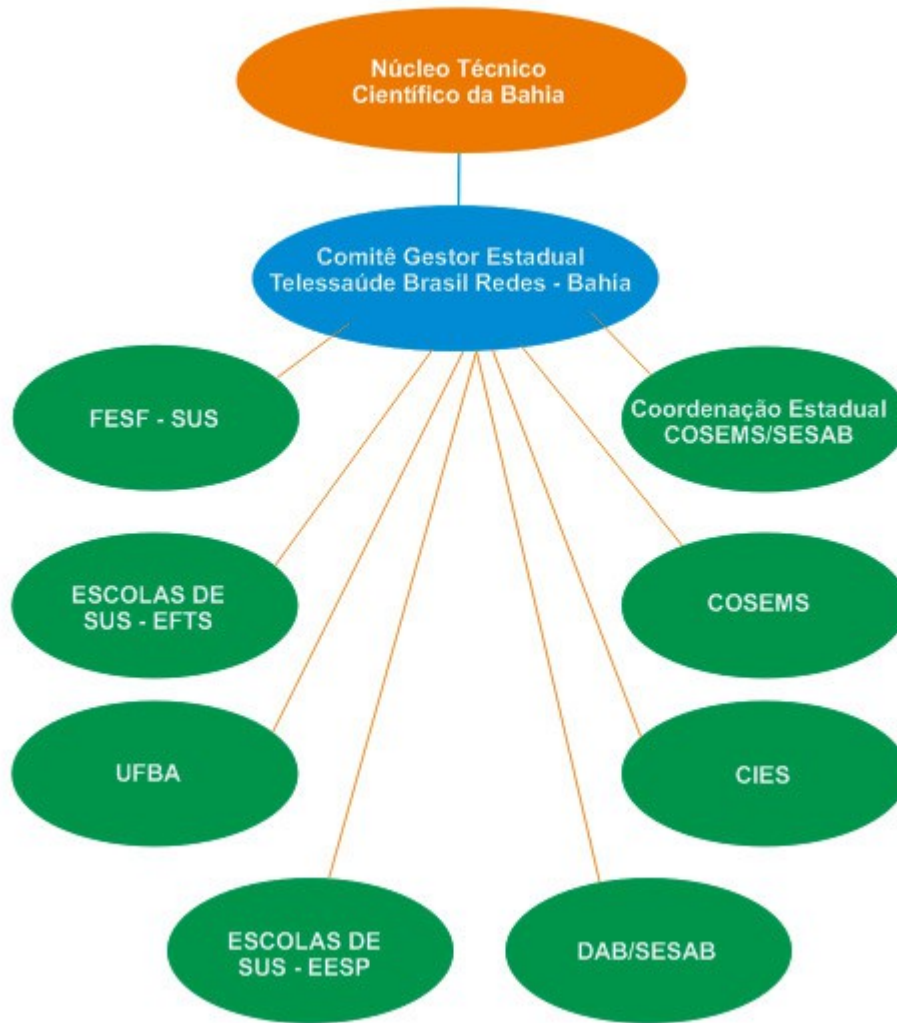 Núcleo Técnico
Científico da Bahia
Comitê Gestor Estadual
Telessaúde Brasil Redes - Bahia
FESF - SUS
Coordenação Estadual
COSEMS/SESAB
ESCOLAS DE
SUS - EFTS
COSEMS
UFBA
CIES
ESCOLAS DE
SUS - EESP
DAB/SESAB